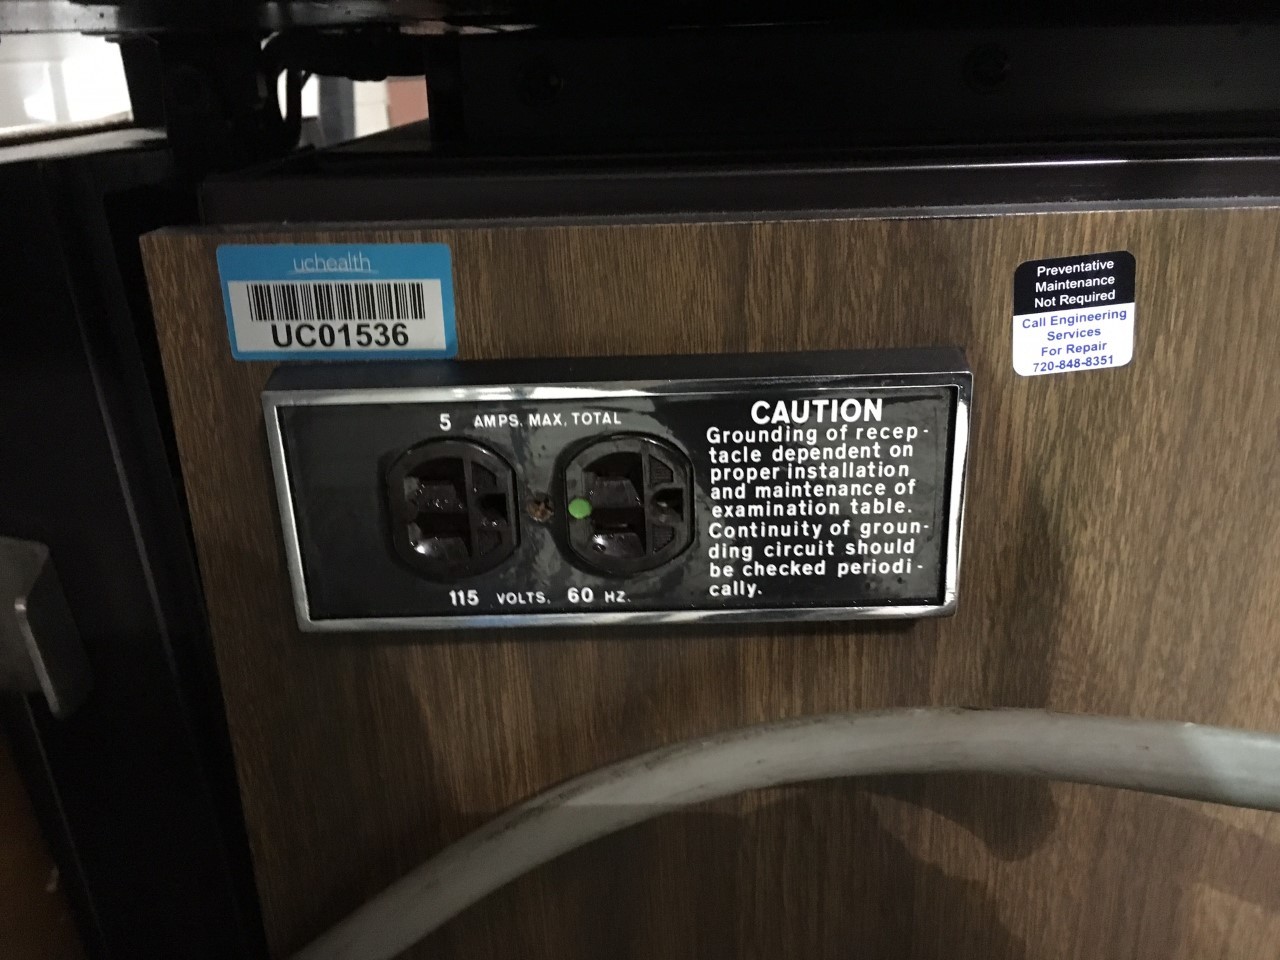 uchealth
UC01536
Preventative
Maintenance
Not Required
Call Engineering
Services
For Repair
720-848-8351
5 AMPS. MAX. TOTAL
115 VOLTS. 60 HZ.
CAUTION
Grounding of recep-
tacle dependent on
proper installation
and maintenance of
examination table.
Continuity of groun-
ding circuit should
be checked periodi-
cally.